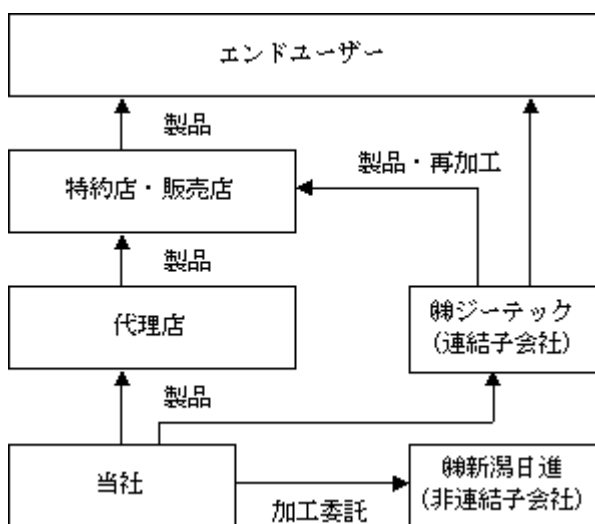 エンドユーザー
製品
製品・再加工
特約店・販売店
製品
代理店
㈱ジーテック
(連結子会社)
製品
当社
㈱新潟日進
(非連結子会社)
加工委託